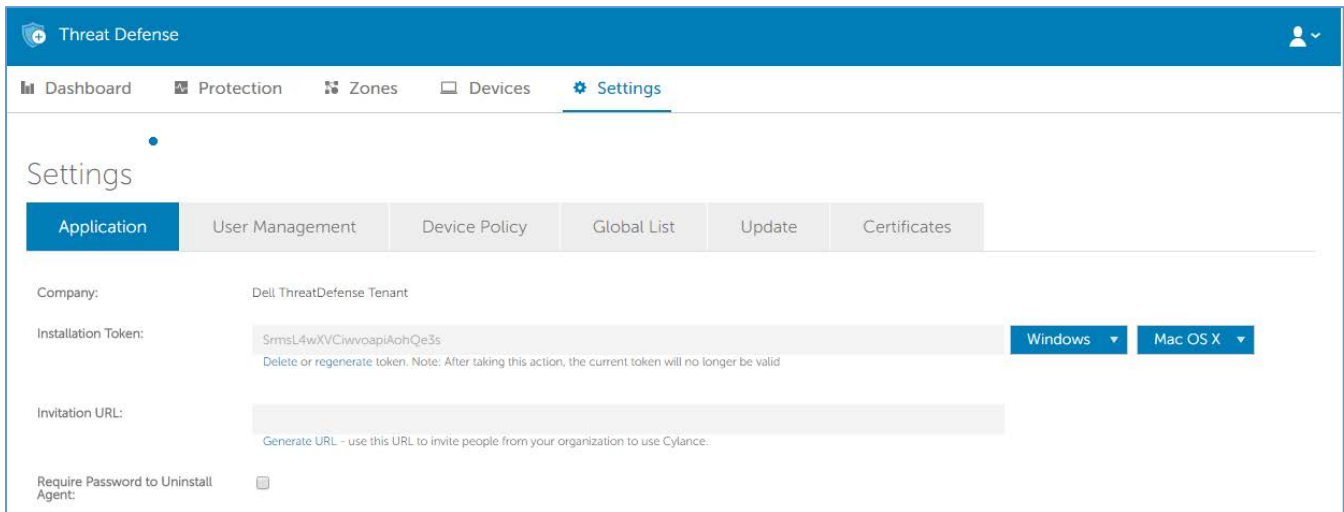 Threat Defense
Dashboard Protection Zones Devices Settings
Settings
Application User Management Device Policy Global List Update Certificates
Company: Dell ThreatDefense Tenant
Installation Token: SrmsL4wXVCiwvoapiAohQe3s Windows Mac OS X
Delete or regenerate token. Note: After taking this action, the current token will no longer be valid
Invitation URL:
Generate URL - use this URL to invite people from your organization to use Cylance.
Require Password to Uninstall
Agent: